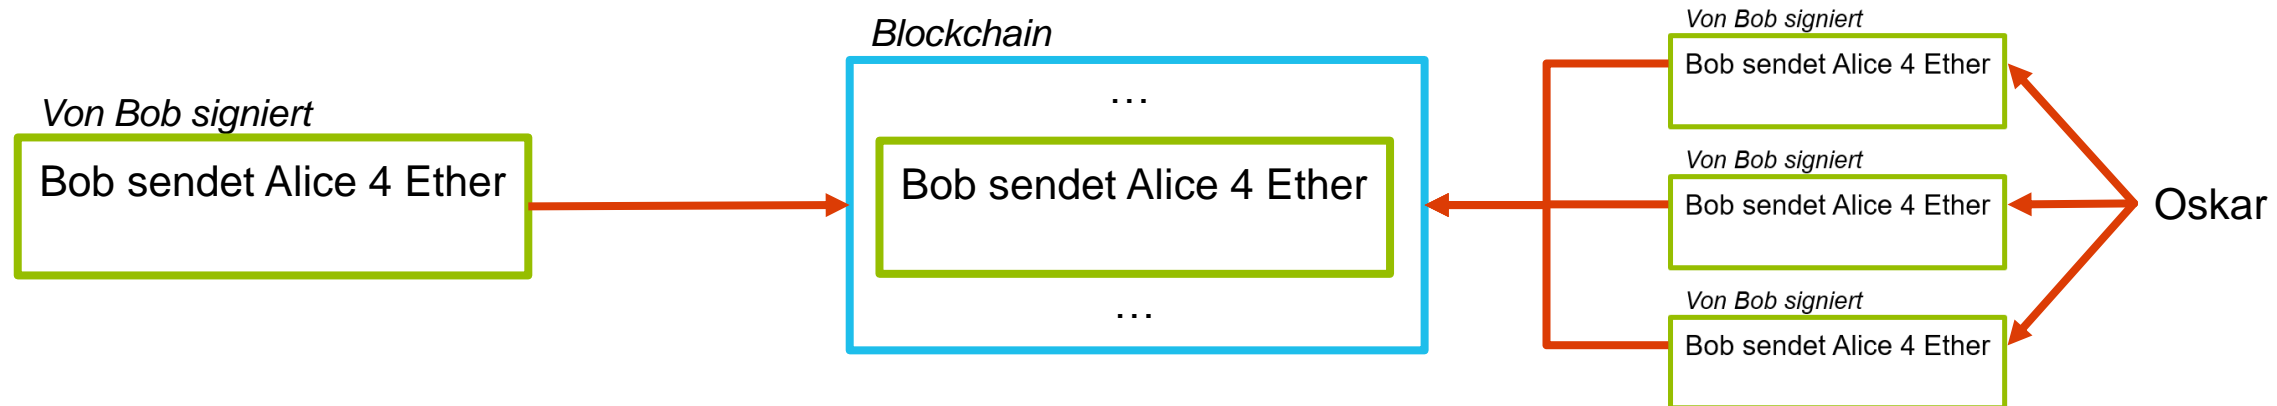 Von Bob signiert
Bob sendet Alice 4 Ether
Blockchain
…
Bob sendet Alice 4 Ether
…
Von Bob signiert
Bob sendet Alice 4 Ether
Von Bob signiert
Bob sendet Alice 4 Ether
Von Bob signiert
Bob sendet Alice 4 Ether
Oskar